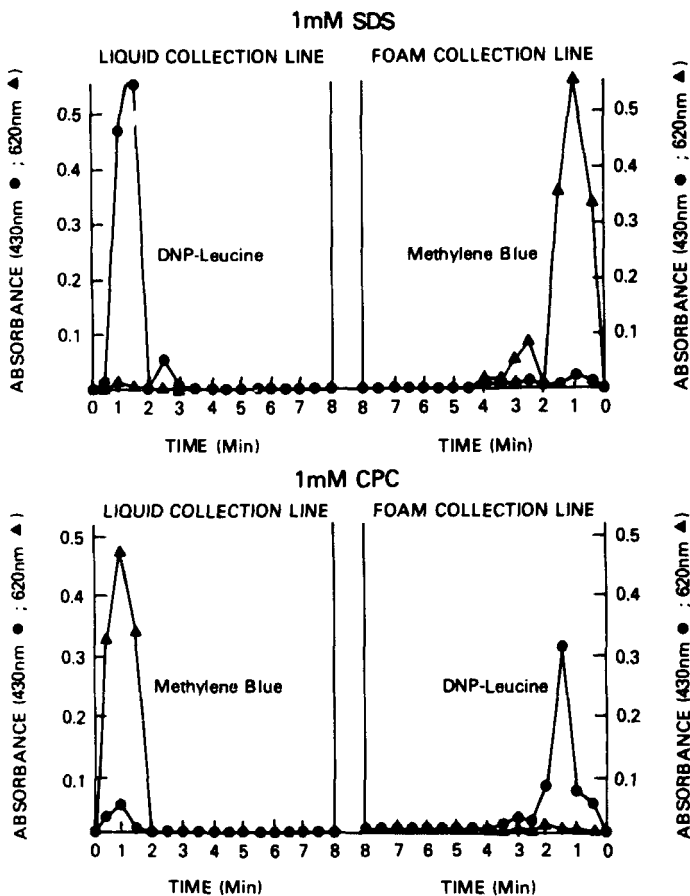 1mM SDS
LIQUID COLLECTION LINE
FOAM COLLECTION LINE
ABSORBANCE (430nm ● ; 620nm ▲)
0.5
0.4
0.3
0.2
0.1
DNP-Leucine
0 1 2 3 4 5 6 7 8
TIME (Min)
Methylene Blue
8 7 6 5 4 3 2 1 0
TIME (Min)
0.5
0.4
0.3
0.2
0.1
ABSORBANCE (430nm ● ; 620nm ▲)
1mM CPC
LIQUID COLLECTION LINE
FOAM COLLECTION LINE
ABSORBANCE (430nm ● ; 620nm ▲)
0.5
0.4
0.3
0.2
0.1
Methylene Blue
0 1 2 3 4 5 6 7 8
TIME (Min)
DNP-Leucine
8 7 6 5 4 3 2 1 0
TIME (Min)
0.5
0.4
0.3
0.2
0.1
ABSORBANCE (430nm ● ; 620nm ▲)